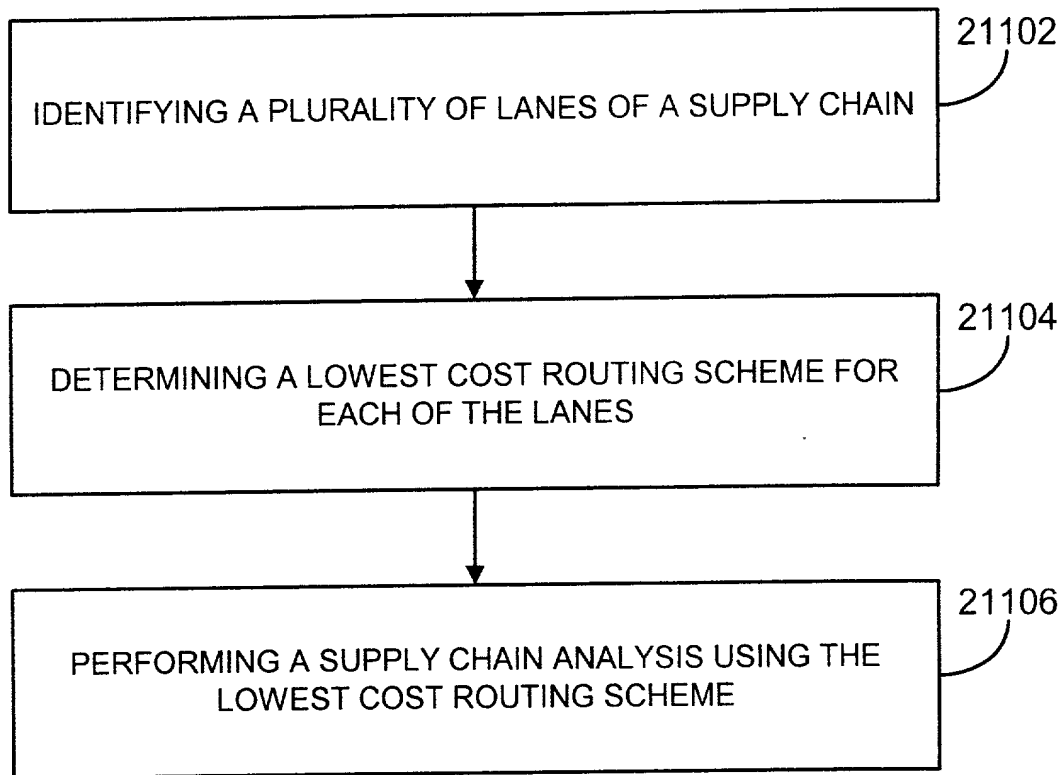 21102
IDENTIFYING A PLURALITY OF LANES OF A SUPPLY CHAIN
21104
DETERMINING A LOWEST COST ROUTING SCHEME FOR
EACH OF THE LANES
21106
PERFORMING A SUPPLY CHAIN ANALYSIS USING THE
LOWEST COST ROUTING SCHEME